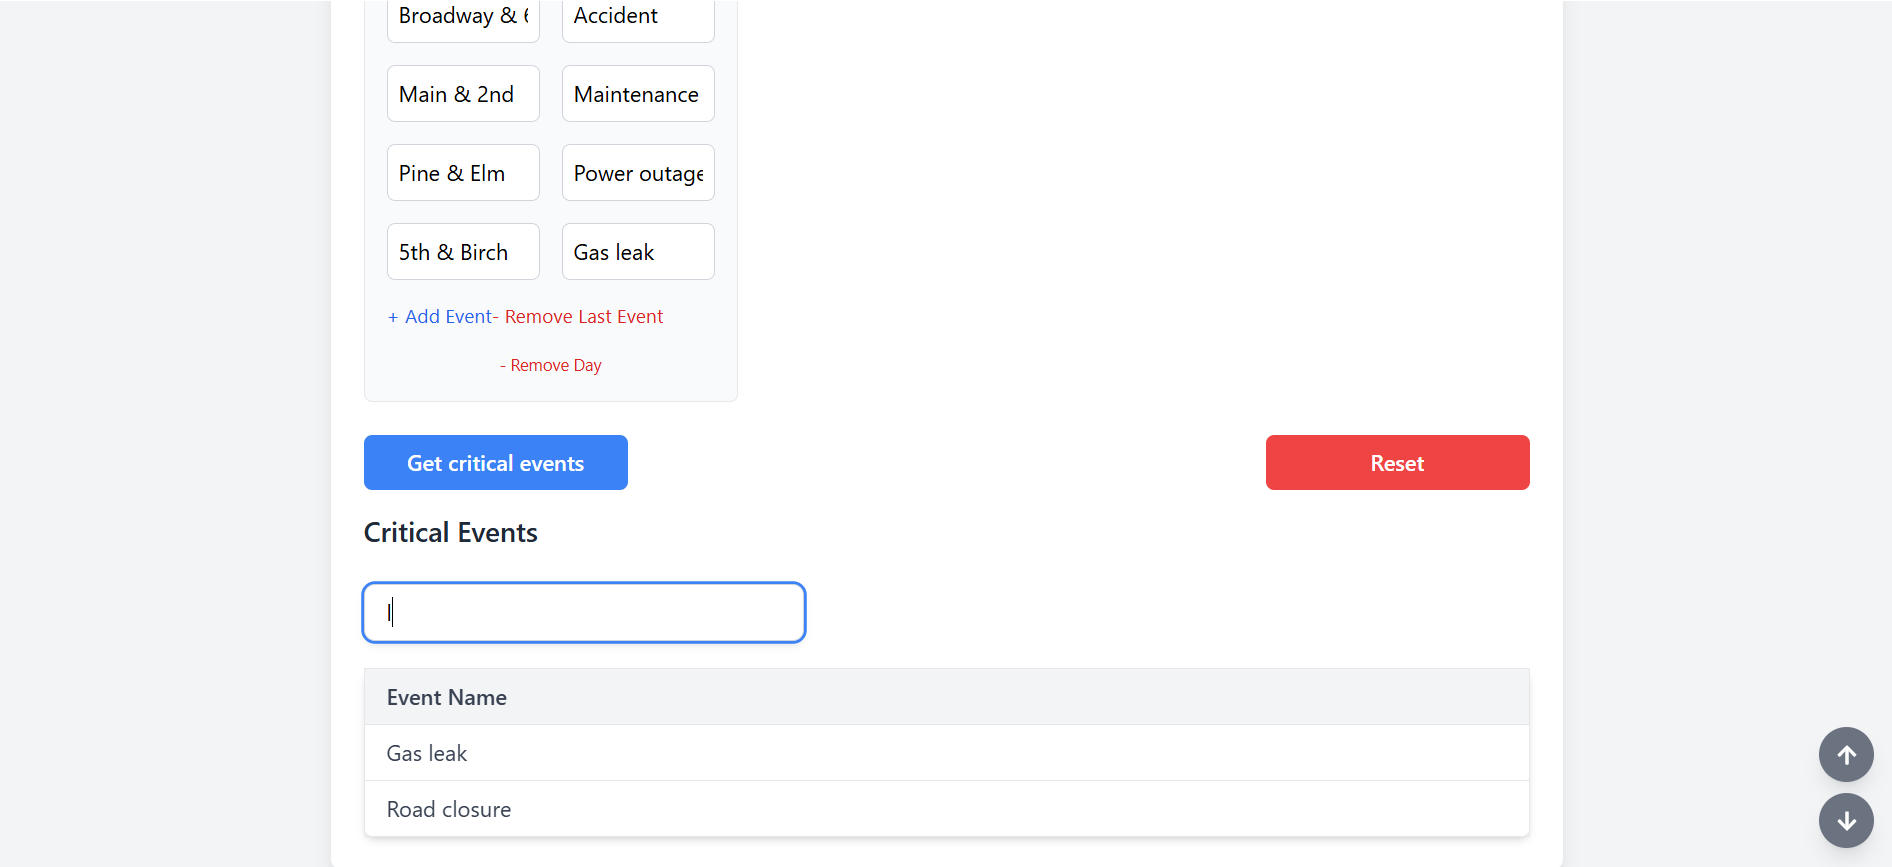 Broadway & 6 Accident
Main & 2nd Maintenance
Pine & Elm Power outage
5th & Birch Gas leak
+ Add Event- Remove Last Event
- Remove Day
Get critical events Reset
Critical Events
l
Event Name
Gas leak
Road closure